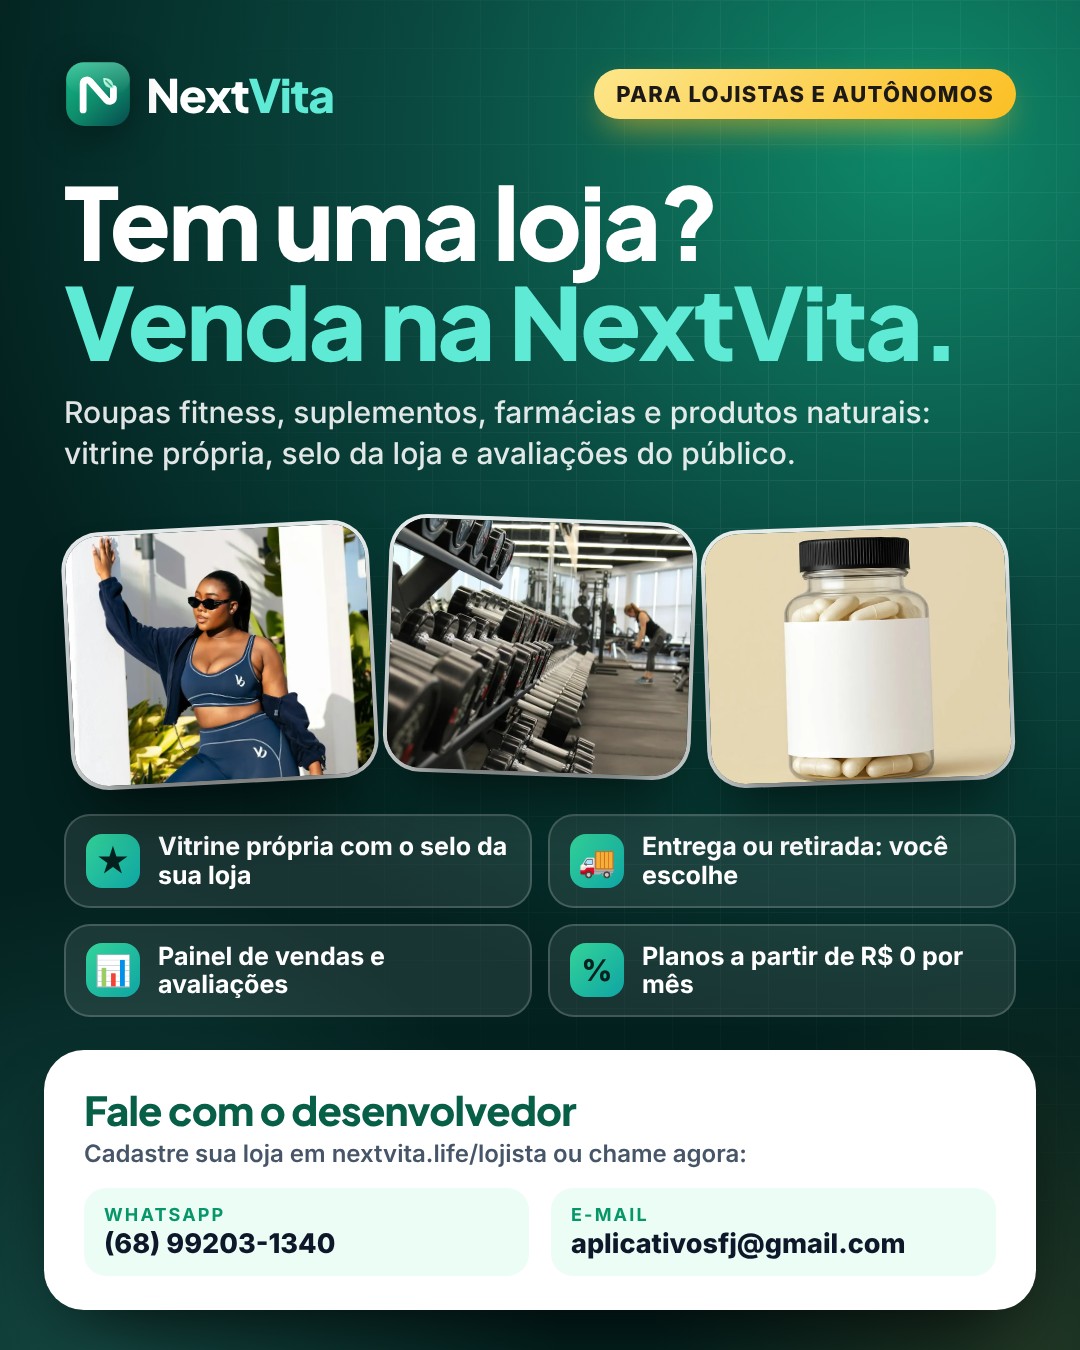 NextVita
PARA LOJISTAS E AUTÔNOMOS
Tem uma loja?
Venda na NextVita.
Roupas fitness, suplementos, farmácias e produtos naturais:
vitrine própria, selo da loja e avaliações do público.
Vitrine própria com o selo da
sua loja
Entrega ou retirada: você
escolhe
Painel de vendas e
avaliações
%
Planos a partir de R$ 0 por
mês
Fale com o desenvolvedor
Cadastre sua loja em nextvita.life/lojista ou chame agora:
WHATSAPP
(68) 99203-1340
E-MAIL
aplicativosfj@gmail.com